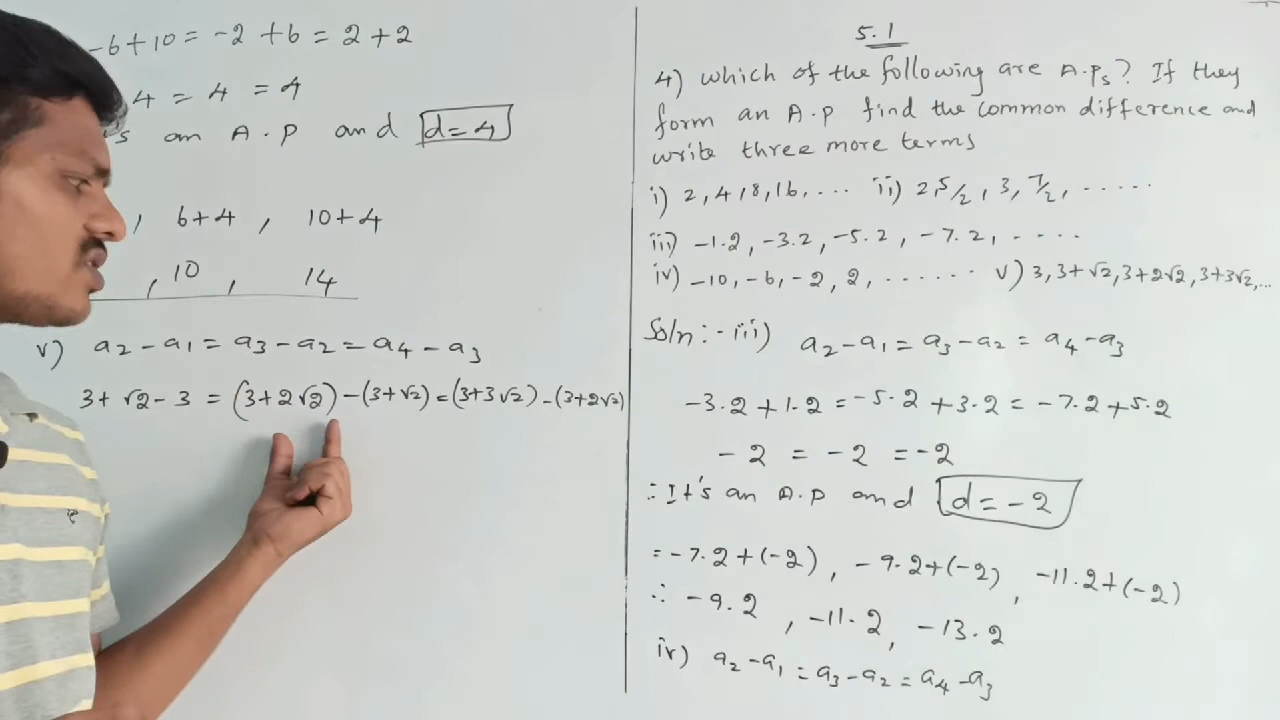 -6+10 = -2 +6 = 2+2
4 = 4 = 4
's an A.p and d=4
, 6+4 , 10+4
, 10 , 14
v) a2 - a1 = a3 - a2 = a4 - a3
3+ √2 - 3 = (3+2√2) - (3+√2) = (3+3√2) - (3+2√2)
5.1
4) which of the following are A.Ps? If they
form an A.P find the common difference and
write three more terms
i) 2, 4, 8, 16, ... ii) 2, 5/2, 3, 7/2, .....
iii) -1.2, -3.2, -5.2, -7.2, ....
iv) -10, -6, -2, 2, ...... v) 3, 3+√2, 3+2√2, 3+3√2, ...
Soln :- iii) a2 - a1 = a3 - a2 = a4 - a3
-3.2 + 1.2 = -5.2 + 3.2 = -7.2 + 5.2
-2 = -2 = -2
∴ It's an A.P and d = -2
= -7.2+(-2) , -9.2+(-2) , -11.2+(-2)
∴ -9.2 , -11.2 , -13.2
iv) a2 - a1 = a3 - a2 = a4 - a3